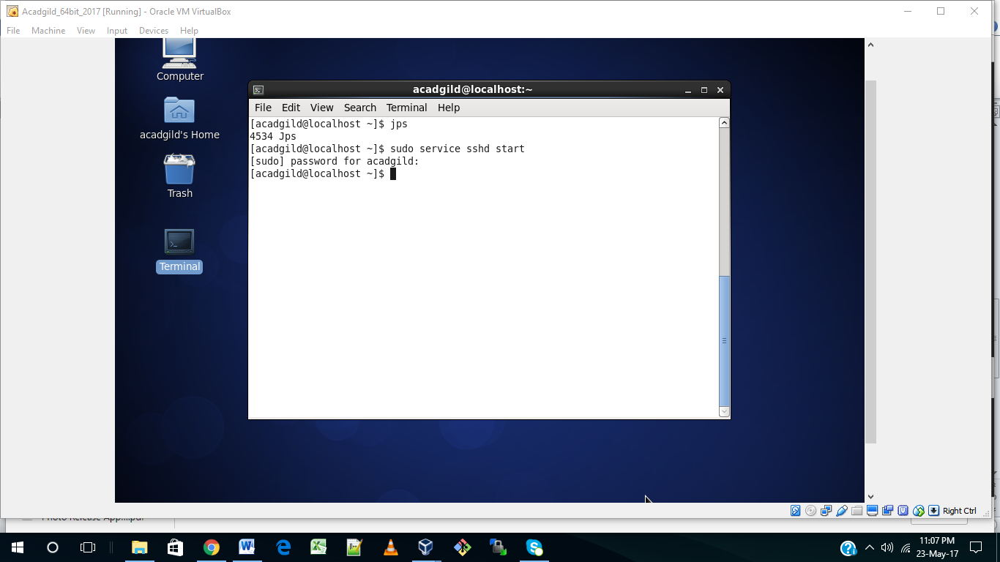 Acadgild_64bit_2017 [Running] - Oracle VM VirtualBox
File Machine View Input Devices Help
Computer
acadgild's Home
Trash
Terminal
acadgild@localhost:~
File Edit View Search Terminal Help
[acadgild@localhost ~]$ jps
4534 Jps
[acadgild@localhost ~]$ sudo service sshd start
[sudo] password for acadgild:
[acadgild@localhost ~]$
Right Ctrl
Photo Release App....pdf
11:07 PM
23-May-17